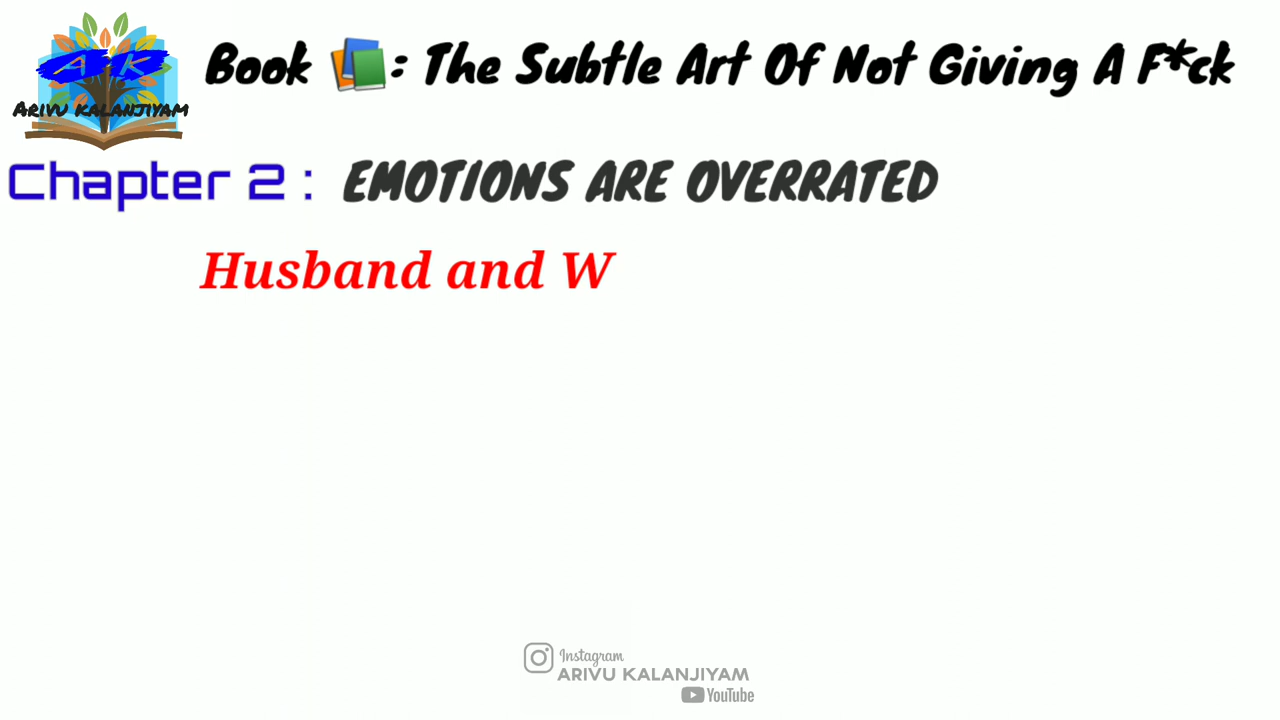 A K
ARIVU KALANJIYAM
Book 📚: The Subtle Art Of Not Giving A F*ck
Chapter 2 : EMOTIONS ARE OVERRATED
Husband and W
Instagram
ARIVU KALANJIYAM
YouTube